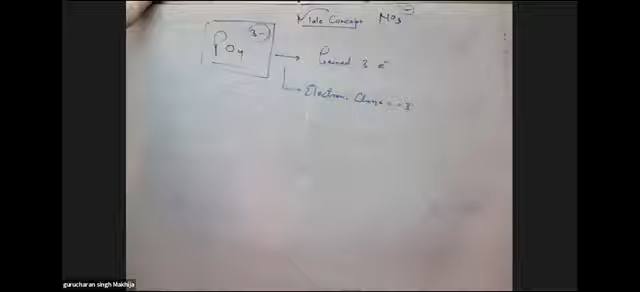 Mole Concept NO3 -
PO4 3-
→ Gained 3 e
→ Electronic Charge = -3
gurucharan singh Makhija